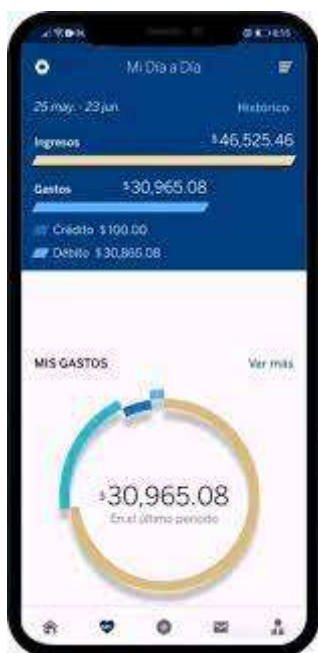 Mi Día a Día
25 may. - 23 jun.
Histórico
Ingresos
$46,525.46
Gastos
$30,965.08
Crédito $100.00
Débito $30,865.08
MIS GASTOS
Ver más
$30,965.08
En el último periodo